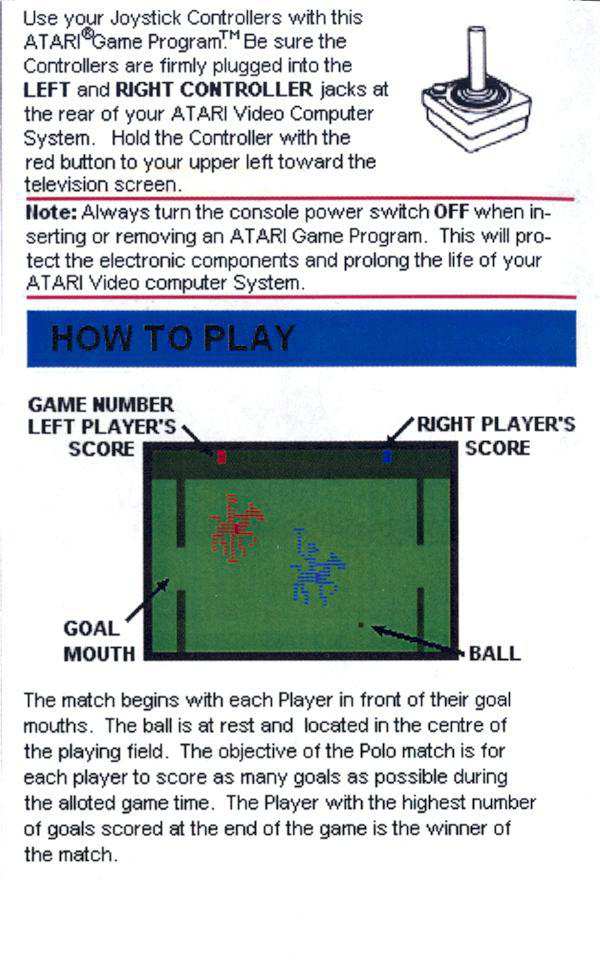 Use your Joystick Controllers with this
ATARI®Game Program.™ Be sure the
Controllers are firmly plugged into the
LEFT and RIGHT CONTROLLER jacks at
the rear of your ATARI Video Computer
System. Hold the Controller with the
red button to your upper left toward the
television screen.
Note: Always turn the console power switch OFF when in-
serting or removing an ATARI Game Program. This will pro-
tect the electronic components and prolong the life of your
ATARI Video computer System.
HOW TO PLAY
GAME NUMBER
LEFT PLAYER'S
SCORE
RIGHT PLAYER'S
SCORE
0
0
GOAL
MOUTH
BALL
The match begins with each Player in front of their goal
mouths. The ball is at rest and located in the centre of
the playing field. The objective of the Polo match is for
each player to score as many goals as possible during
the alloted game time. The Player with the highest number
of goals scored at the end of the game is the winner of
the match.